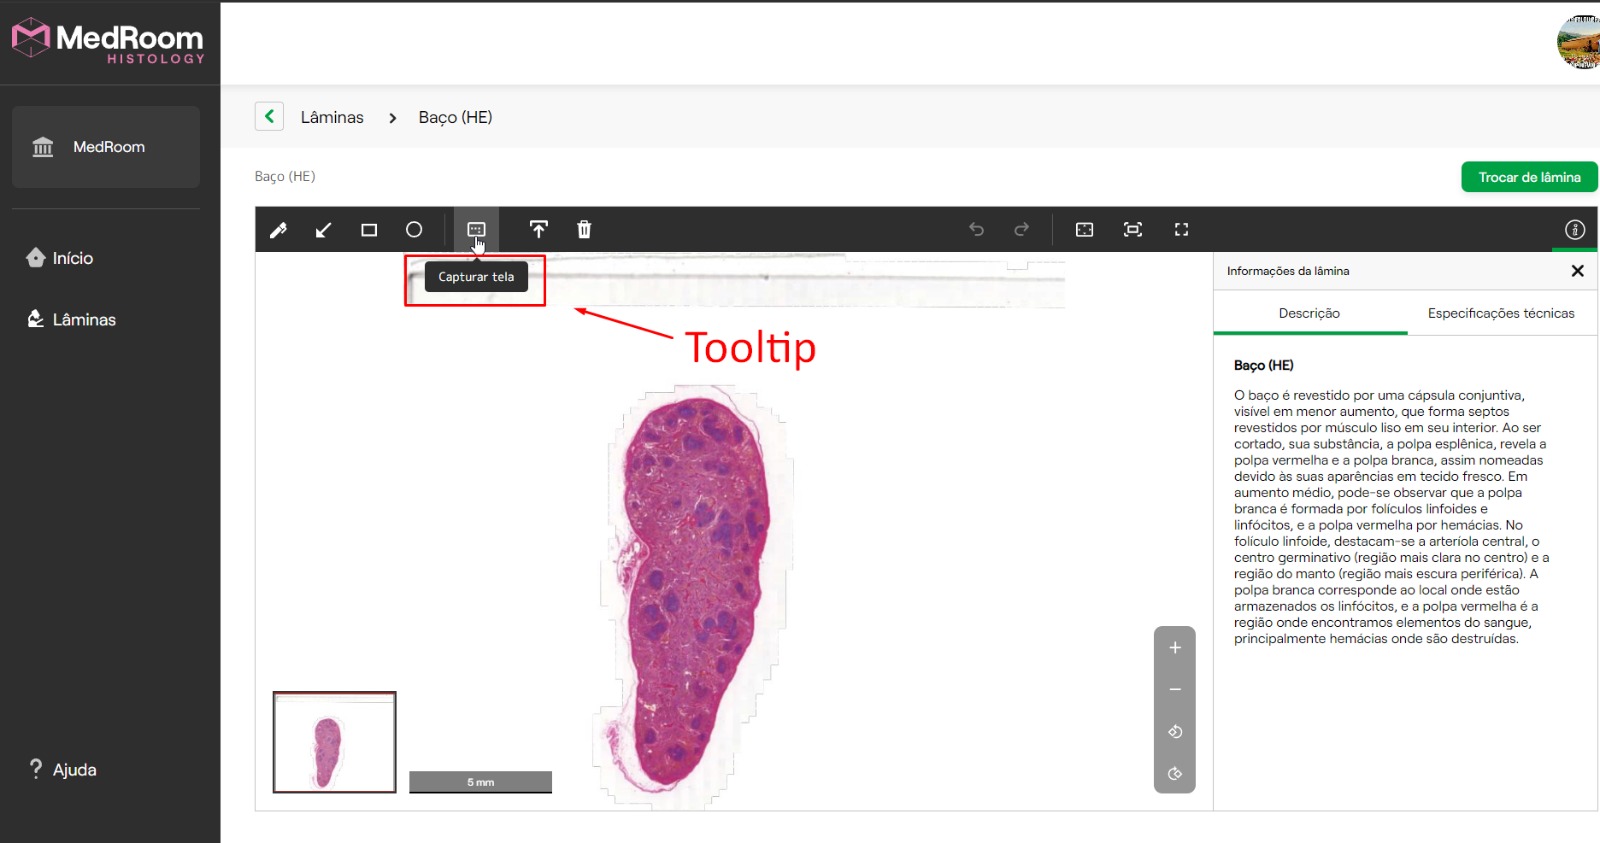 MedRoom
HISTOLOGY
MedRoom
Início
Lâminas
Ajuda
Lâminas > Baço (HE)
Baço (HE)
Trocar de lâmina
Capturar tela
Tooltip
5 mm
Informações da lâmina
Descrição
Especificações técnicas
Baço (HE)
O baço é revestido por uma cápsula conjuntiva,
visível em menor aumento, que forma septos
revestidos por músculo liso em seu interior. Ao ser
cortado, sua substância, a polpa esplênica, revela a
polpa vermelha e a polpa branca, assim nomeadas
devido às suas aparências em tecido fresco. Em
aumento médio, pode-se observar que a polpa
branca é formada por folículos linfoides e
linfócitos, e a polpa vermelha por hemácias. No
folículo linfoide, destacam-se a arteríola central, o
centro germinativo (região mais clara no centro) e a
região do manto (região mais escura periférica). A
polpa branca corresponde ao local onde estão
armazenados os linfócitos, e a polpa vermelha é a
região onde encontramos elementos do sangue,
principalmente hemácias onde são destruídas.